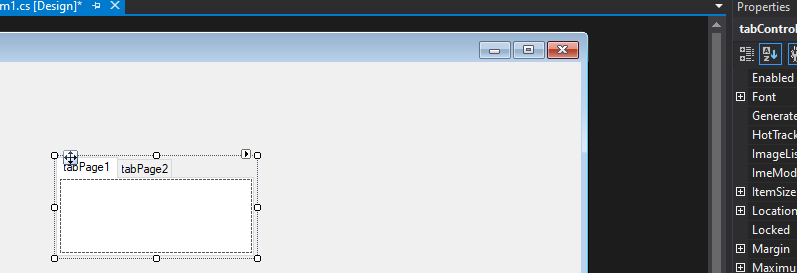 m1.cs [Design]*
Properties
tabControl
Enabled
Font
Generate
HotTrack
ImageLis
ImeMod
ItemSize
Location
Locked
Margin
Maximu
tabPage1
tabPage2